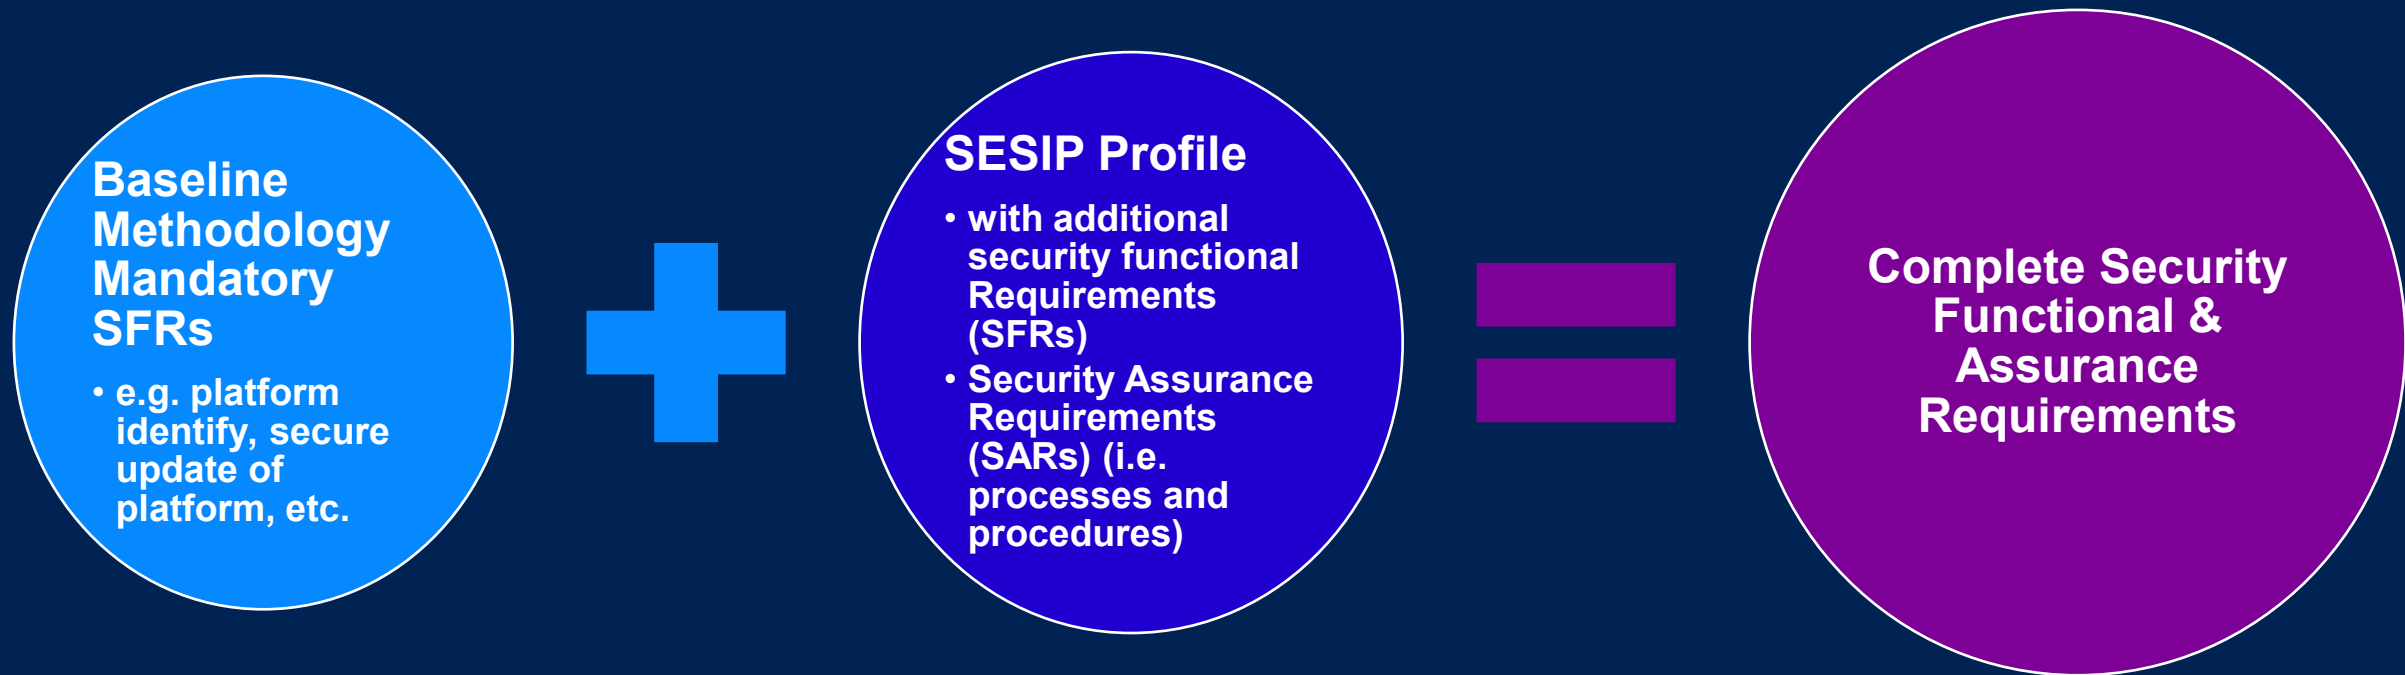 Baseline
Methodology
Mandatory
SFRs
• e.g. platform
identify, secure
update of
platform, etc.
SESIP Profile
• with additional
security functional
Requirements
(SFRs)
• Security Assurance
Requirements
(SARs) (i.e.
processes and
procedures)
Complete Security
Functional &
Assurance
Requirements